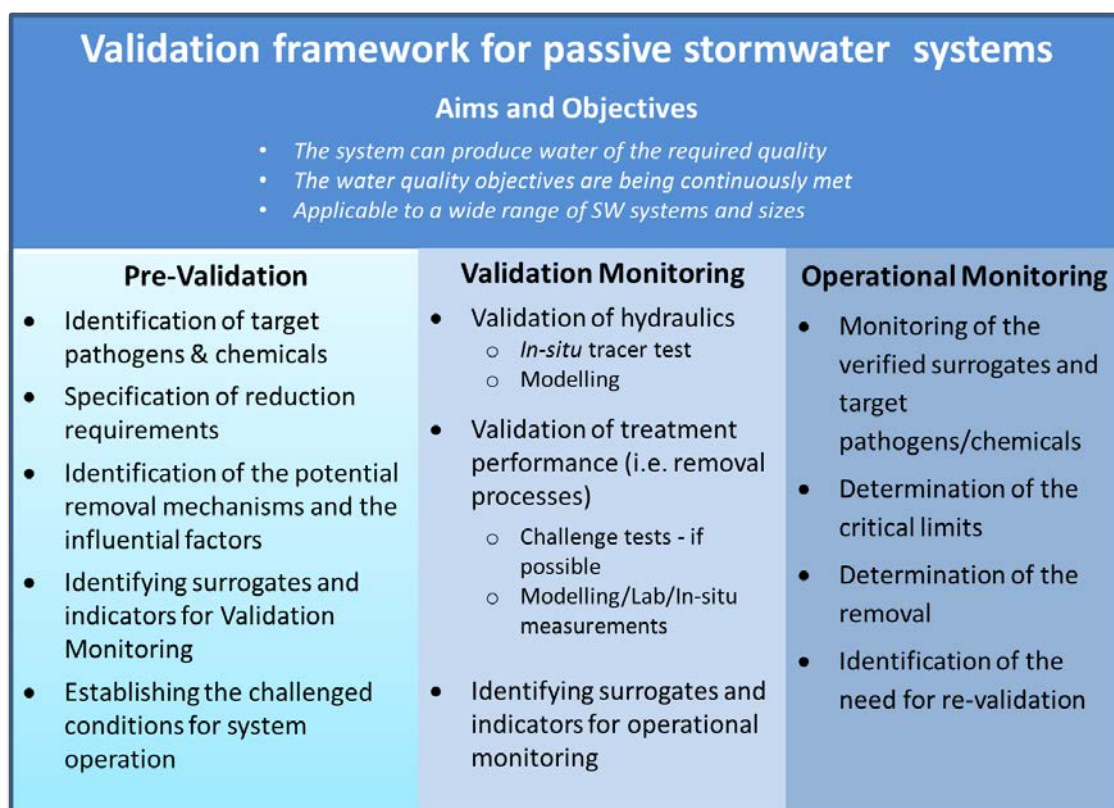 Validation framework for passive stormwater systems
Aims and Objectives
• The system can produce water of the required quality
• The water quality objectives are being continuously met
• Applicable to a wide range of SW systems and sizes
Pre-Validation
• Identification of target
pathogens & chemicals
• Specification of reduction
requirements
• Identification of the potential
removal mechanisms and the
influential factors
• Identifying surrogates and
indicators for Validation
Monitoring
• Establishing the challenged
conditions for system
operation
Validation Monitoring
• Validation of hydraulics
o In-situ tracer test
o Modelling
• Validation of treatment
performance (i.e. removal
processes)
o Challenge tests - if
possible
o Modelling/Lab/In-situ
measurements
• Identifying surrogates and
indicators for operational
monitoring
Operational Monitoring
• Monitoring of the
verified surrogates and
target
pathogens/chemicals
• Determination of the
critical limits
• Determination of the
removal
• Identification of the
need for re-validation